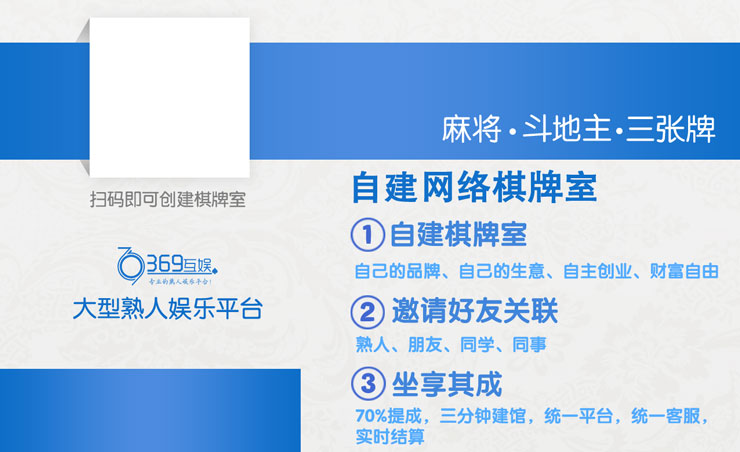 麻将·斗地主·三张牌
扫码即可创建棋牌室
369互娱
专业的熟人娱乐平台!
大型熟人娱乐平台
自建网络棋牌室
1 自建棋牌室
自己的品牌、自己的生意、自主创业、财富自由
2 邀请好友关联
熟人、朋友、同学、同事
3 坐享其成
70%提成，三分钟建馆，统一平台，统一客服，
实时结算